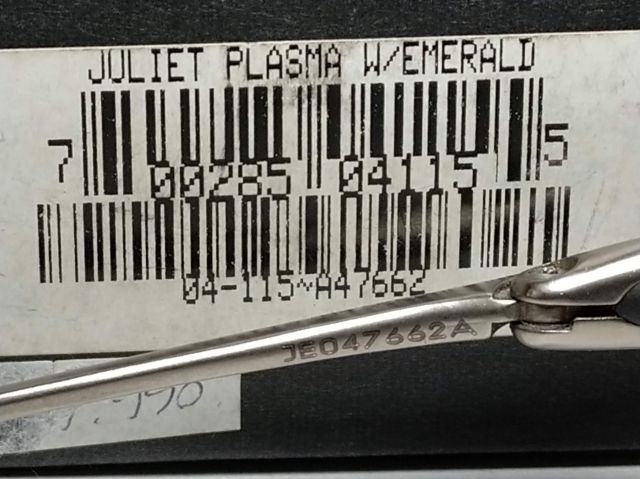 JULIET PLASMA W/EMERALD
7 00285 04115 5
04-115~A47662
JE047662A